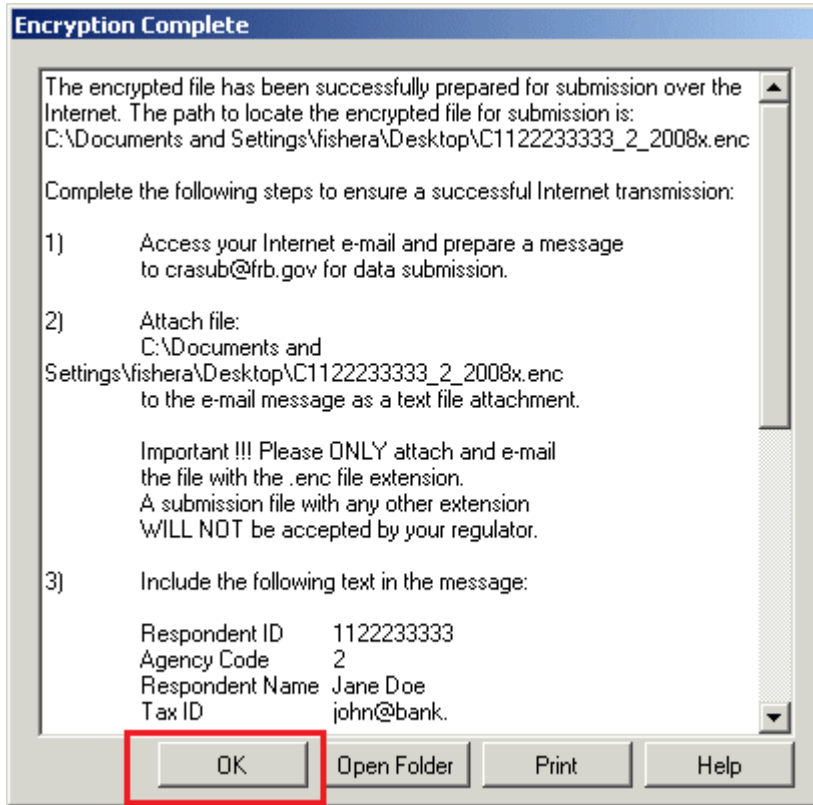 Encryption Complete
The encrypted file has been successfully prepared for submission over the
Internet. The path to locate the encrypted file for submission is:
C:\Documents and Settings\fishera\Desktop\C1122233333_2_2008x.enc
Complete the following steps to ensure a successful Internet transmission:
1) Access your Internet e-mail and prepare a message
to crasub@frb.gov for data submission.
2) Attach file:
C:\Documents and
Settings\fishera\Desktop\C1122233333_2_2008x.enc
to the e-mail message as a text file attachment.
Important !!! Please ONLY attach and e-mail
the file with the .enc file extension.
A submission file with any other extension
WILL NOT be accepted by your regulator.
3) Include the following text in the message:
Respondent ID 1122233333
Agency Code 2
Respondent Name Jane Doe
Tax ID john@bank.
OK Open Folder Print Help